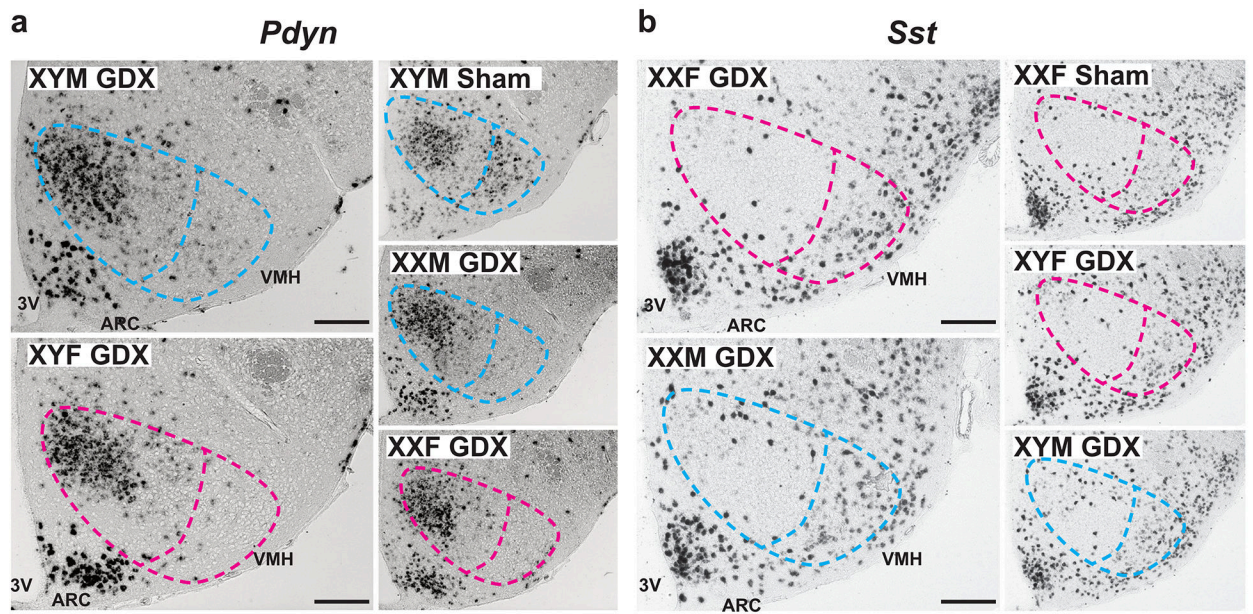 a
Pdyn
XYM GDX
3V
ARC
VMH
XYM Sham
XXM GDX
XYF GDX
3V
ARC
VMH
XXF GDX
b
Sst
XXF GDX
3V
ARC
VMH
XXF Sham
XYF GDX
XXM GDX
3V
ARC
VMH
XYM GDX